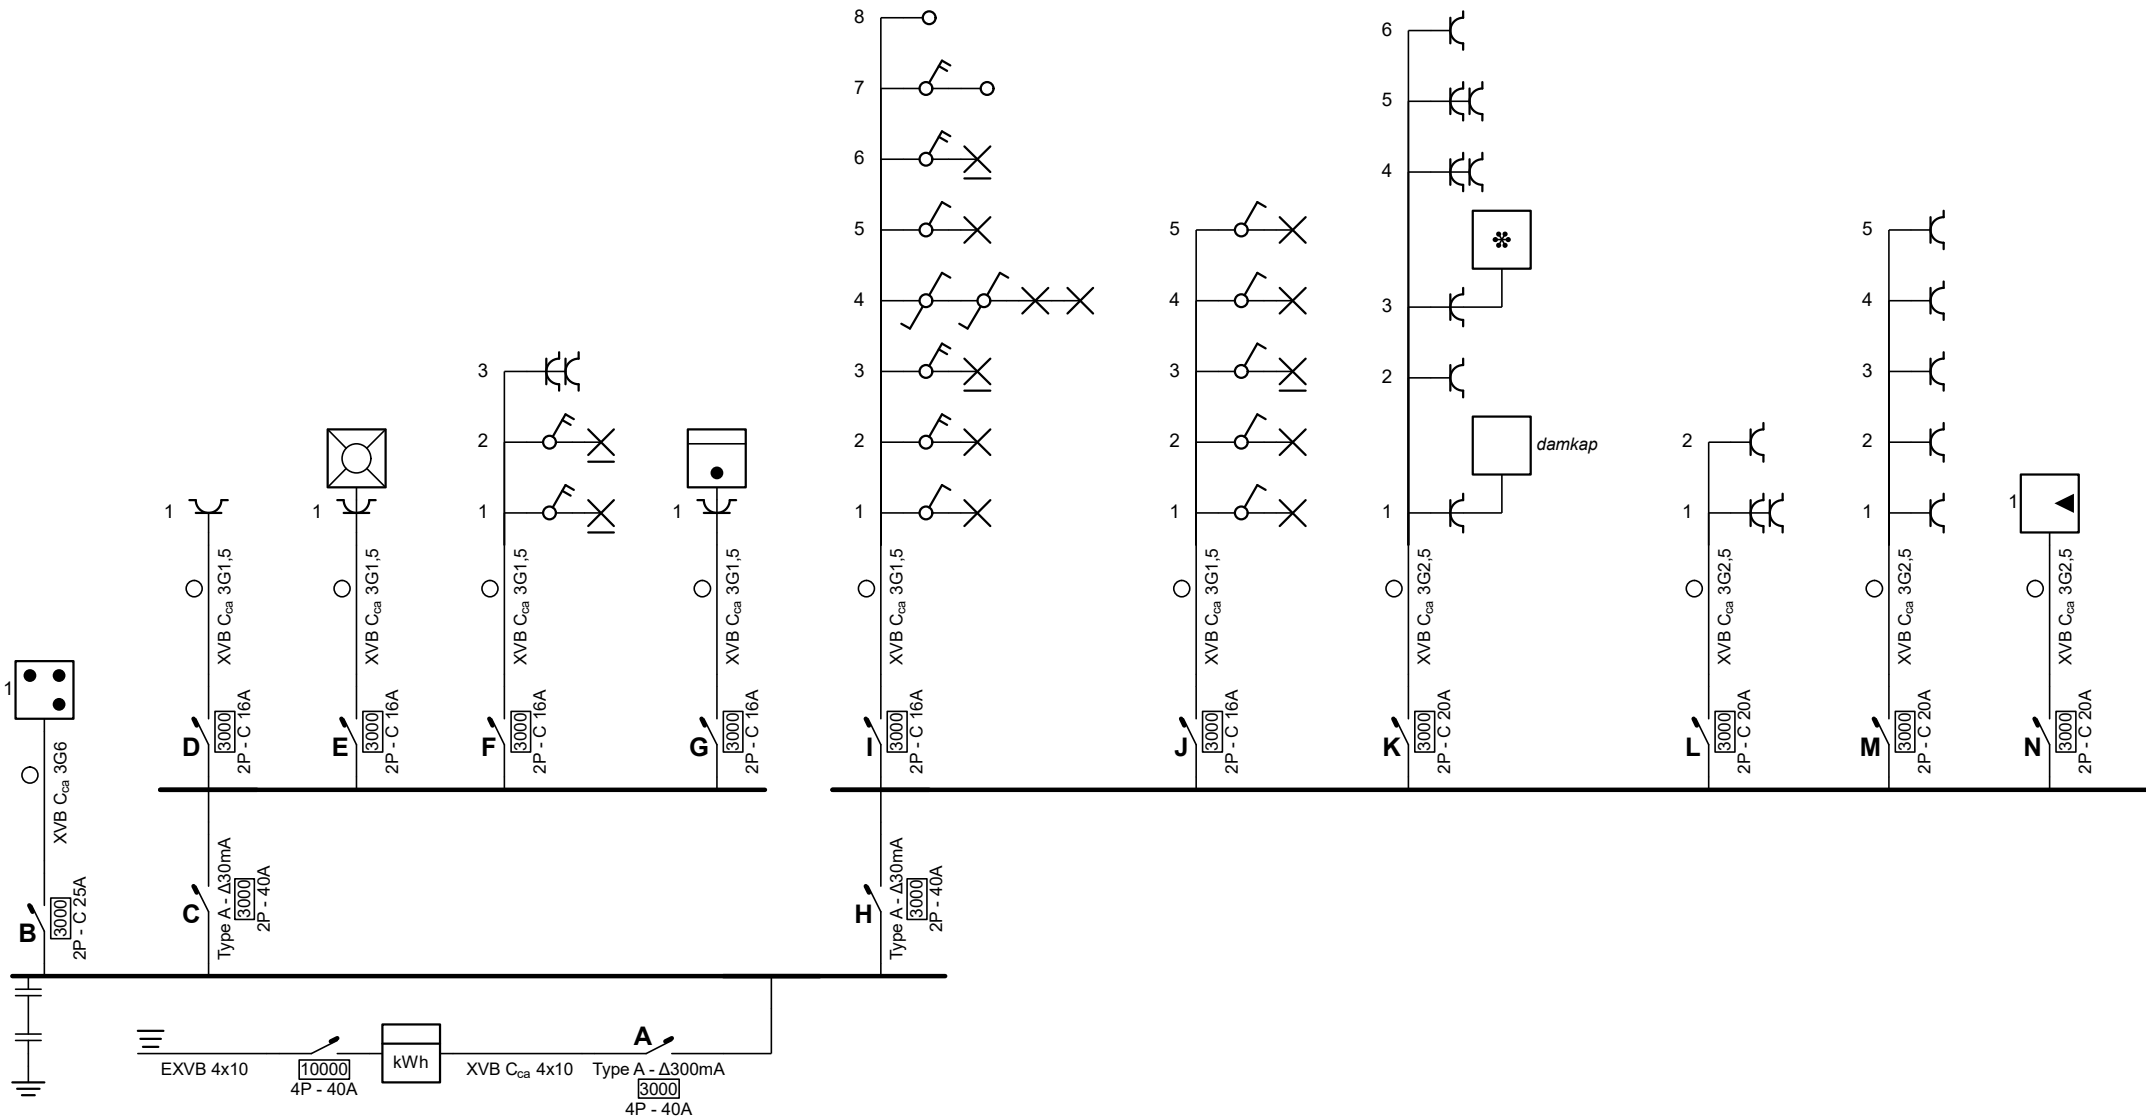 8
7
6
5
4
3
2
1
6
5
4
3
2
1
damkap
5
4
3
2
1
5
4
3
2
1
3
2
1
2
1
1
1
1
1
1
XVB Cca 3G6
XVB Cca 3G1,5
XVB Cca 3G1,5
XVB Cca 3G1,5
XVB Cca 3G1,5
XVB Cca 3G1,5
XVB Cca 3G1,5
XVB Cca 3G2,5
XVB Cca 3G2,5
XVB Cca 3G2,5
XVB Cca 3G2,5
D
3000
2P - C 16A
E
3000
2P - C 16A
F
3000
2P - C 16A
G
3000
2P - C 16A
I
3000
2P - C 16A
J
3000
2P - C 16A
K
3000
2P - C 20A
L
3000
2P - C 20A
M
3000
2P - C 20A
N
3000
2P - C 20A
B
3000
2P - C 25A
C
Type A - Δ30mA
3000
2P - 40A
H
Type A - Δ30mA
3000
2P - 40A
EXVB 4x10
10000
4P - 40A
kWh
XVB Cca 4x10
A
Type A - Δ300mA
3000
4P - 40A